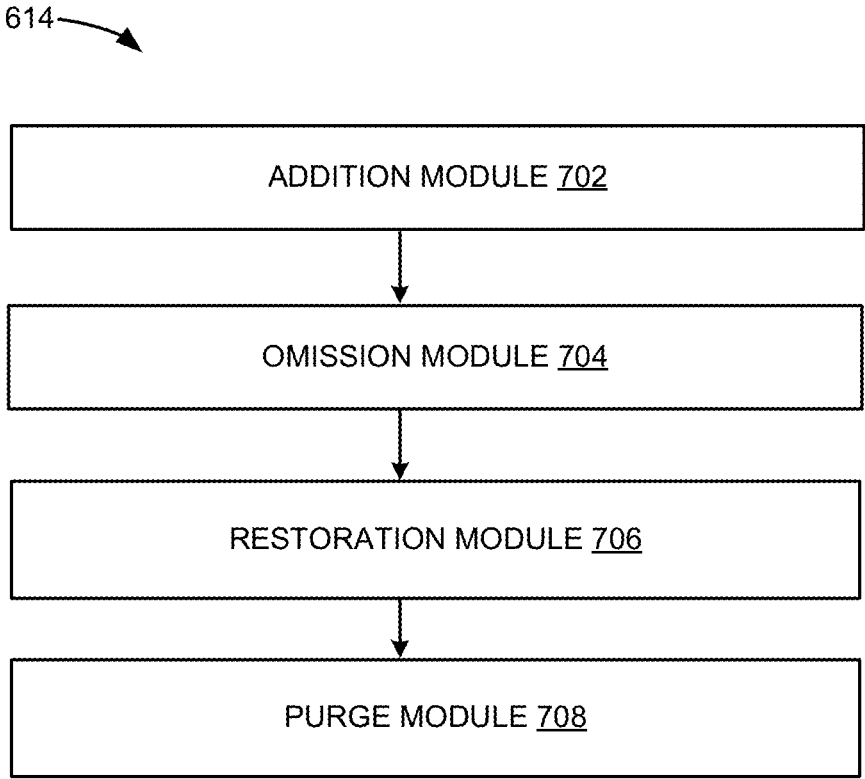 614
ADDITION MODULE 702
OMISSION MODULE 704
RESTORATION MODULE 706
PURGE MODULE 708